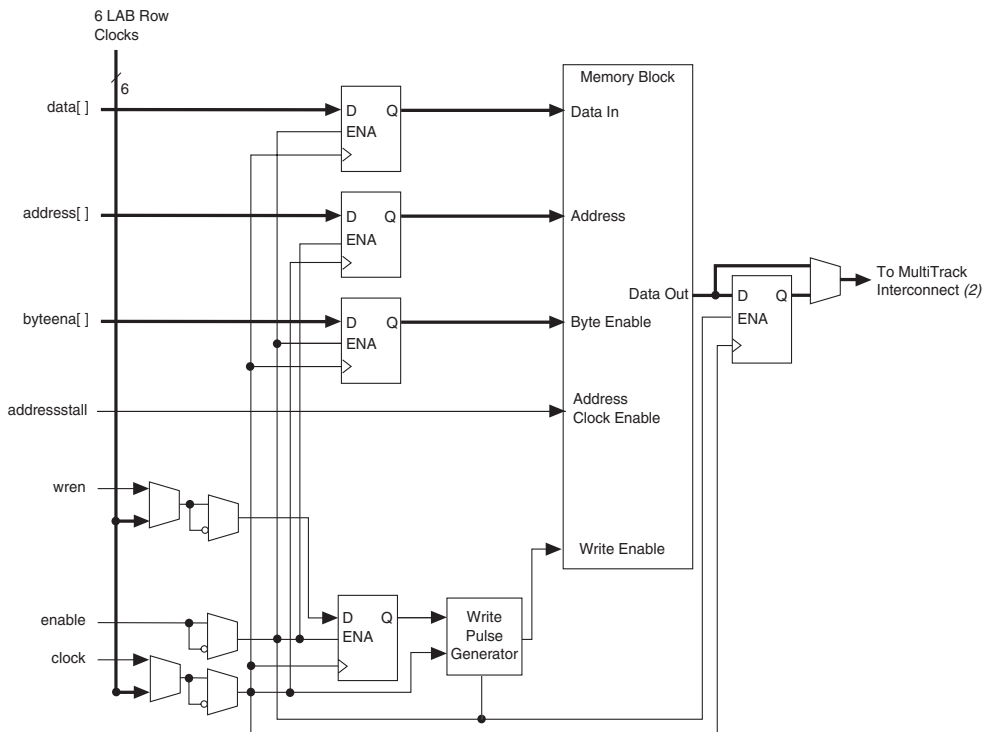 6 LAB Row
Clocks
6
data[ ]
D Q
ENA
Memory Block
Data In
address[ ]
D Q
ENA
Address
byteena[ ]
D Q
ENA
Byte Enable
Data Out
D Q
ENA
To MultiTrack
Interconnect (2)
addressstall
Address
Clock Enable
wren
Write Enable
enable
clock
D Q
ENA
Write
Pulse
Generator